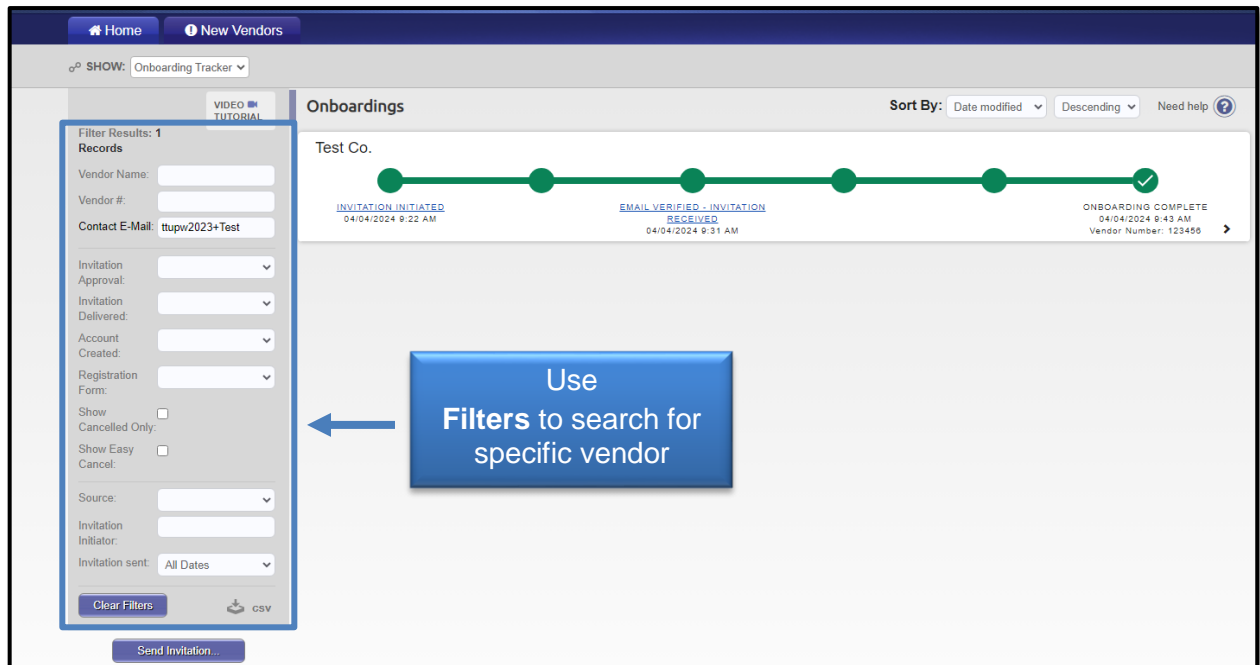 Home
New Vendors
SHOW: Onboarding Tracker
VIDEO
TUTORIAL
Filter Results: 1
Records
Vendor Name:
Vendor #:
Contact E-Mail: ttupw2023+Test
Invitation
Approval:
Invitation
Delivered:
Account
Created:
Registration
Form:
Show
Cancelled Only:
Show Easy
Cancel:
Source:
Invitation
Initiator:
Invitation sent: All Dates
Clear Filters
csv
Send Invitation...
Onboardings
Sort By: Date modified Descending Need help ?
Test Co.
INVITATION INITIATED
04/04/2024 9:22 AM
EMAIL VERIFIED - INVITATION
RECEIVED
04/04/2024 9:31 AM
ONBOARDING COMPLETE
04/04/2024 9:43 AM
Vendor Number: 123456
Use
Filters to search for
specific vendor